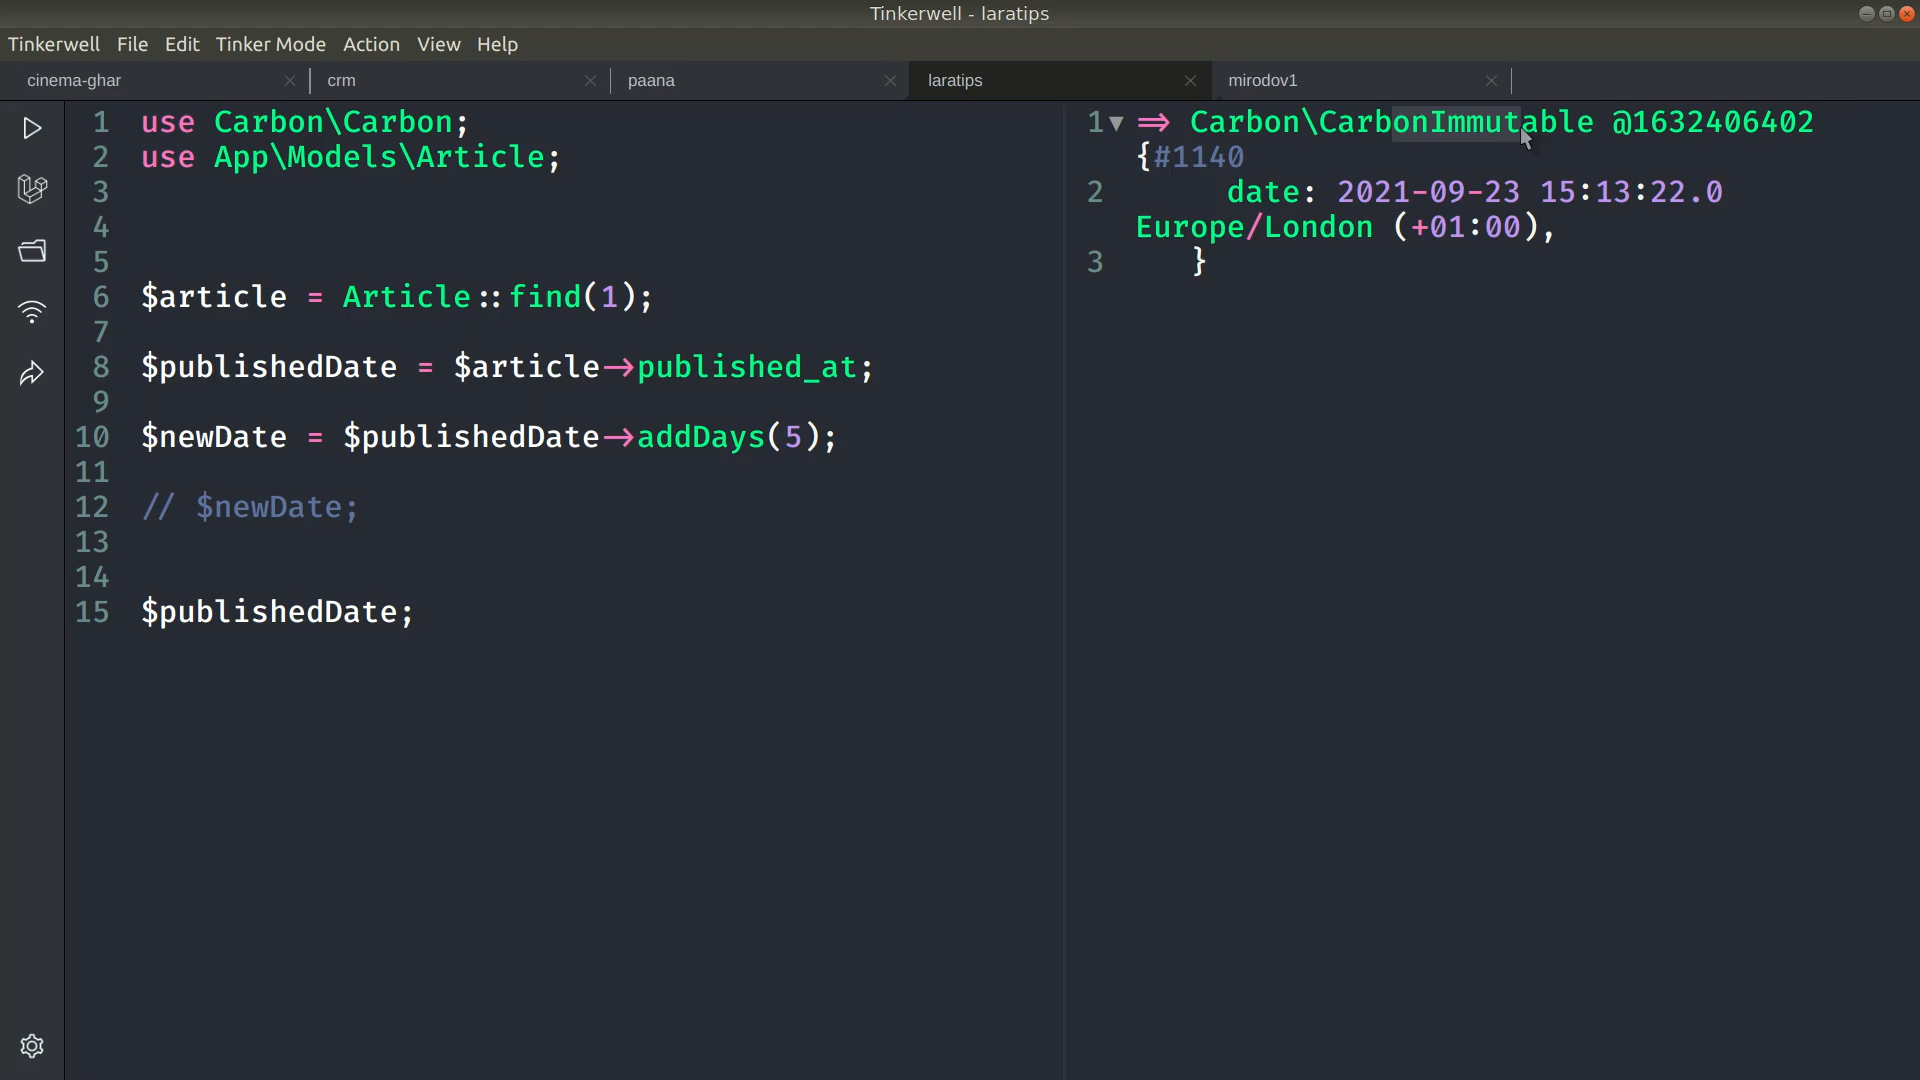 Tinkerwell - laratips
Tinkerwell File Edit Tinker Mode Action View Help
cinema-ghar crm paana laratips mirodov1
1 use Carbon\Carbon;
2 use App\Models\Article;
3
4
5
6 $article = Article::find(1);
7
8 $publishedDate = $article->published_at;
9
10 $newDate = $publishedDate->addDays(5);
11
12 // $newDate;
13
14
15 $publishedDate;
1 => Carbon\CarbonImmutable @1632406402
{#1140
2 date: 2021-09-23 15:13:22.0
Europe/London (+01:00),
3 }